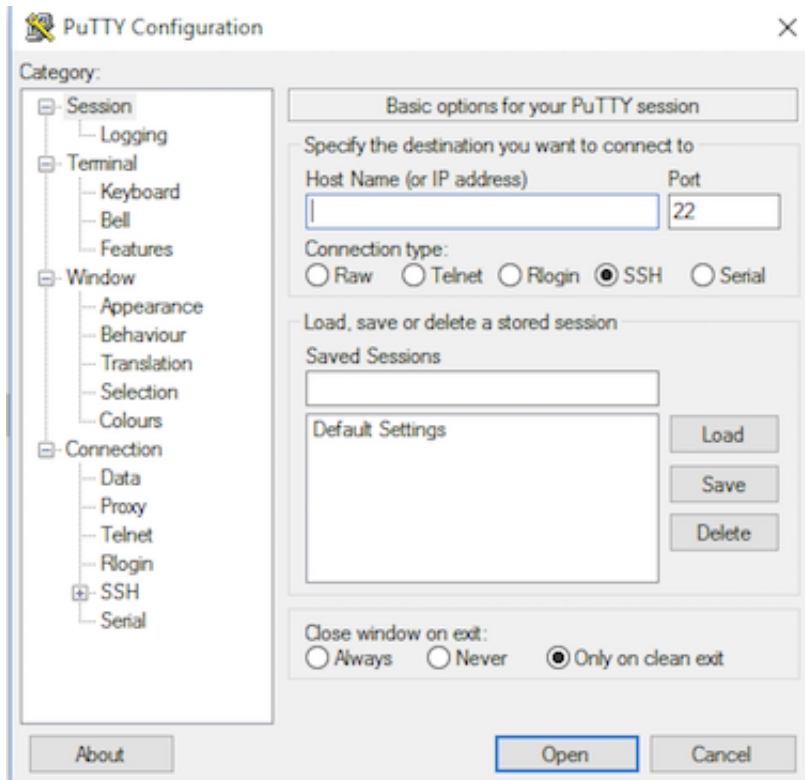 PuTTY Configuration
Category:
Session
Logging
Terminal
Keyboard
Bell
Features
Window
Appearance
Behaviour
Translation
Selection
Colours
Connection
Data
Proxy
Telnet
Rlogin
SSH
Serial
Basic options for your PuTTY session
Specify the destination you want to connect to
Host Name (or IP address) Port
22
Connection type:
Raw Telnet Rlogin SSH Serial
Load, save or delete a stored session
Saved Sessions
Default Settings
Load
Save
Delete
Close window on exit:
Always Never Only on clean exit
About Open Cancel